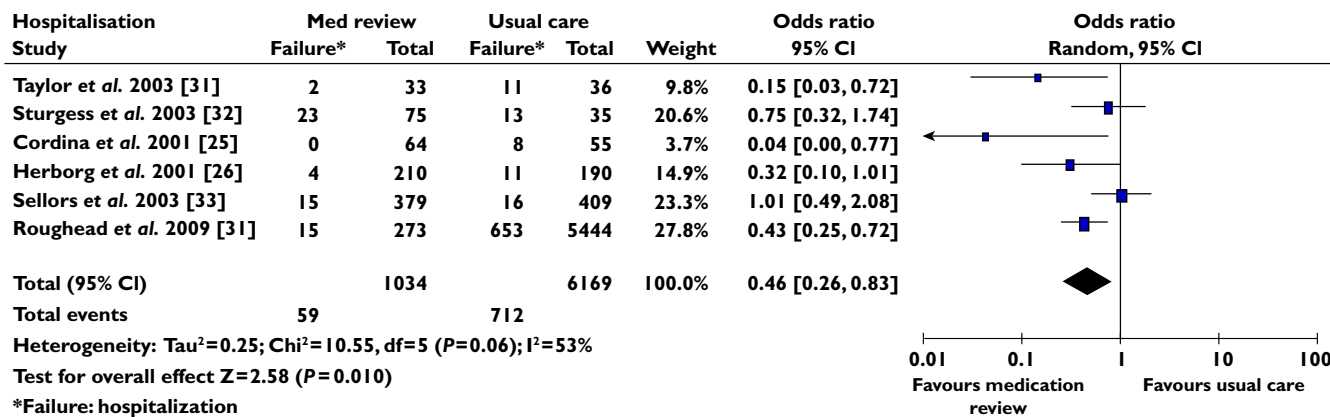 Hospitalisation Med review Usual care Odds ratio Odds ratio
Study Failure* Total Failure* Total Weight 95% CI Random, 95% CI
Taylor et al. 2003 [31] 2 33 11 36 9.8% 0.15 [0.03, 0.72]
Sturgess et al. 2003 [32] 23 75 13 35 20.6% 0.75 [0.32, 1.74]
Cordina et al. 2001 [25] 0 64 8 55 3.7% 0.04 [0.00, 0.77]
Herborg et al. 2001 [26] 4 210 11 190 14.9% 0.32 [0.10, 1.01]
Sellors et al. 2003 [33] 15 379 16 409 23.3% 1.01 [0.49, 2.08]
Roughead et al. 2009 [31] 15 273 653 5444 27.8% 0.43 [0.25, 0.72]
Total (95% CI) 1034 6169 100.0% 0.46 [0.26, 0.83]
Total events 59 712
Heterogeneity: Tau²=0.25; Chi²=10.55, df=5 (P=0.06); I²=53%
Test for overall effect Z=2.58 (P=0.010)
*Failure: hospitalization
0.01 0.1 1 10 100
Favours medication Favours usual care
review